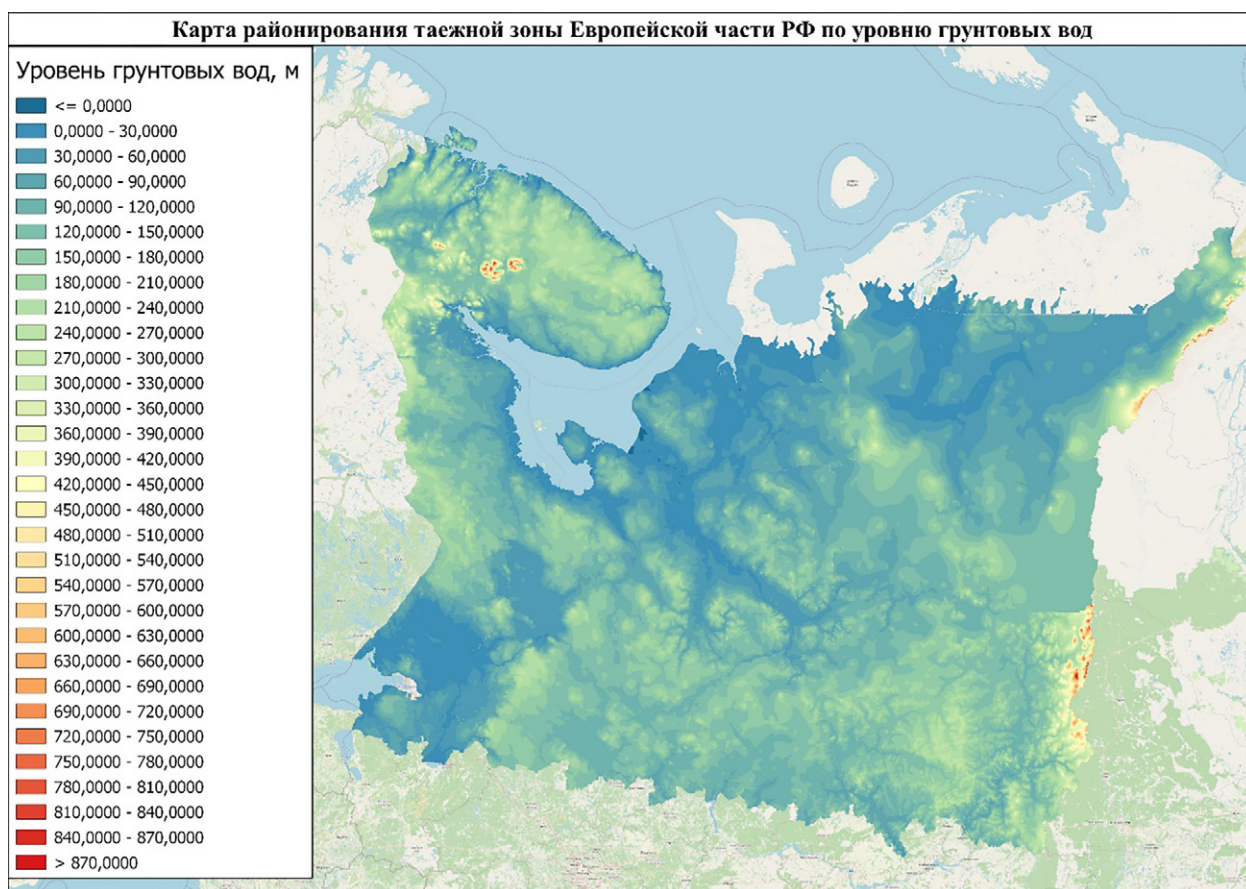 Карта районирования таежной зоны Европейской части РФ по уровню грунтовых вод
Уровень грунтовых вод, м
<= 0,0000
0,0000 - 30,0000
30,0000 - 60,0000
60,0000 - 90,0000
90,0000 - 120,0000
120,0000 - 150,0000
150,0000 - 180,0000
180,0000 - 210,0000
210,0000 - 240,0000
240,0000 - 270,0000
270,0000 - 300,0000
300,0000 - 330,0000
330,0000 - 360,0000
360,0000 - 390,0000
390,0000 - 420,0000
420,0000 - 450,0000
450,0000 - 480,0000
480,0000 - 510,0000
510,0000 - 540,0000
540,0000 - 570,0000
570,0000 - 600,0000
600,0000 - 630,0000
630,0000 - 660,0000
660,0000 - 690,0000
690,0000 - 720,0000
720,0000 - 750,0000
750,0000 - 780,0000
780,0000 - 810,0000
810,0000 - 840,0000
840,0000 - 870,0000
> 870,0000